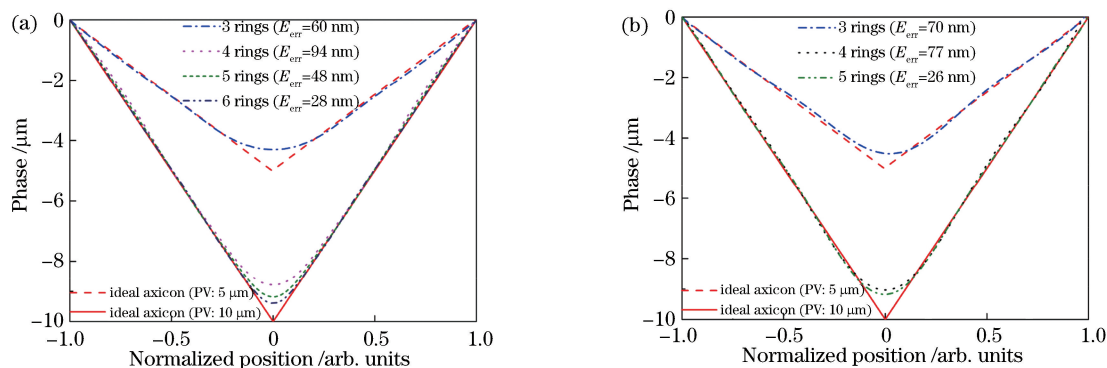 (a)
0
−2
−4
−6
−8
−10
Phase /μm
3 rings (Eerr=60 nm)
4 rings (Eerr=94 nm)
5 rings (Eerr=48 nm)
6 rings (Eerr=28 nm)
ideal axicon (PV: 5 μm)
ideal axicon (PV: 10 μm)
−1.0
−0.5
0
0.5
1.0
Normalized position /arb. units
(b)
0
−2
−4
−6
−8
−10
Phase /μm
3 rings (Eerr=70 nm)
4 rings (Eerr=77 nm)
5 rings (Eerr=26 nm)
ideal axicon (PV: 5 μm)
ideal axicon (PV: 10 μm)
−1.0
−0.5
0
0.5
1.0
Normalized position /arb. units